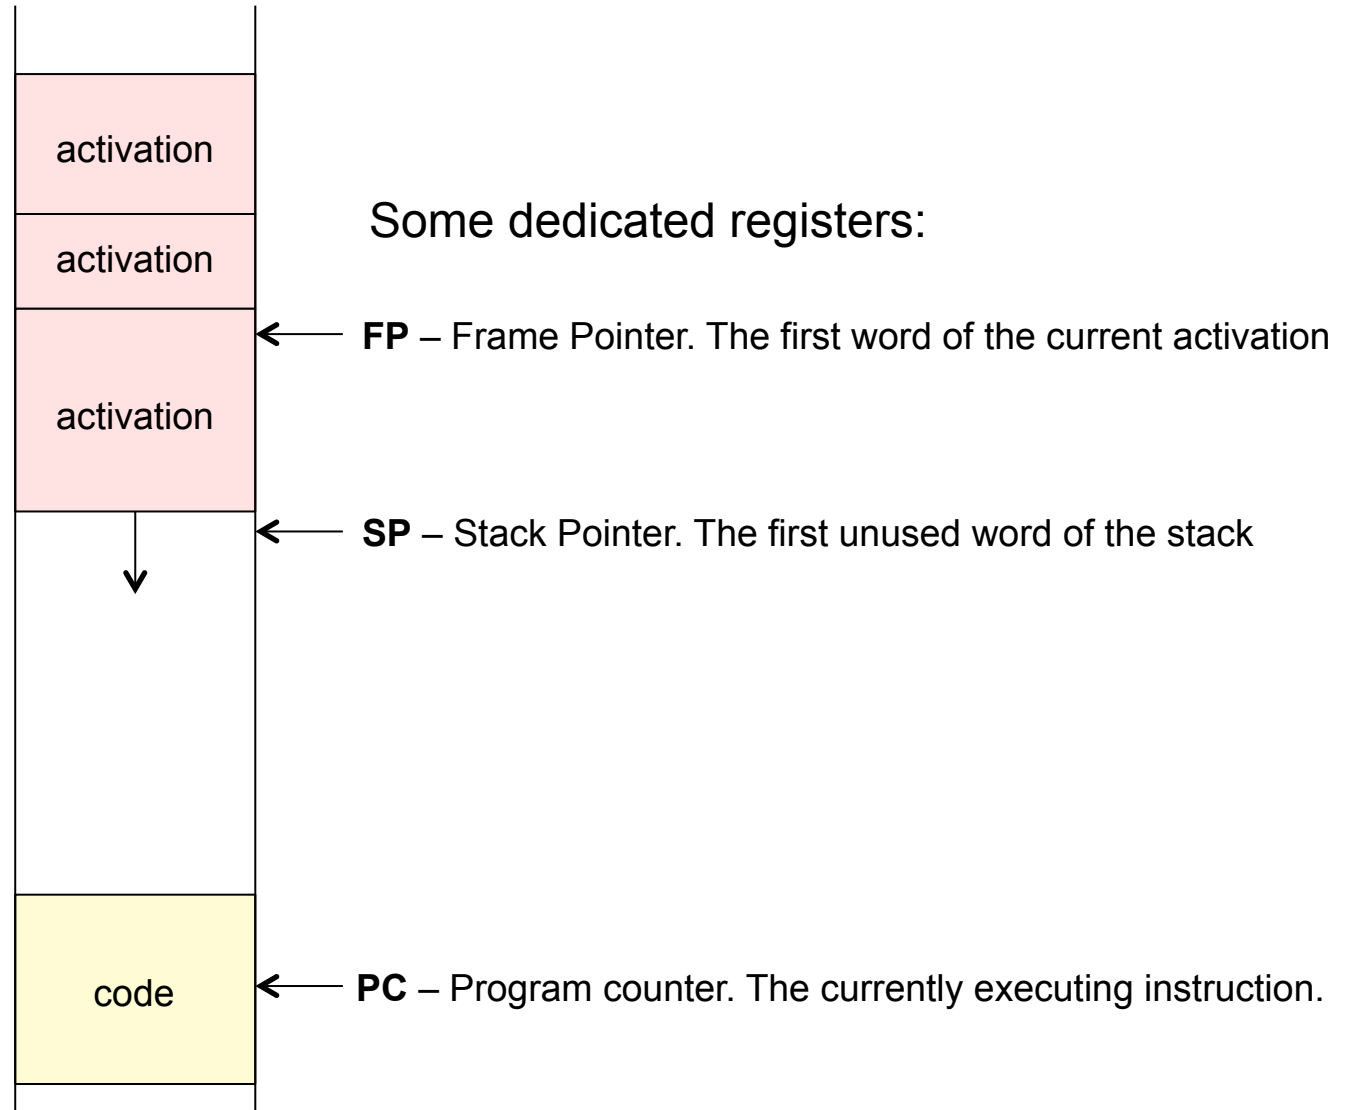 activation
Some dedicated registers:
activation
FP – Frame Pointer. The first word of the current activation
activation
SP – Stack Pointer. The first unused word of the stack
code
PC – Program counter. The currently executing instruction.